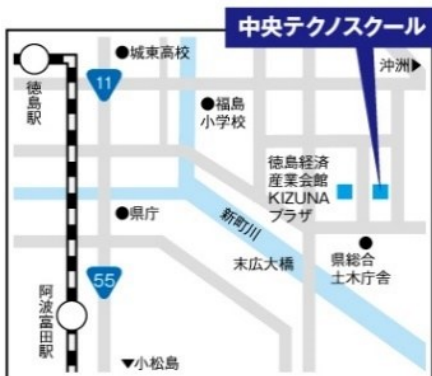 中央テクノスクール
●城東高校
沖洲▶
徳島駅
11
●福島
小学校
徳島経済
産業会館
KIZUNA
プラザ
●県庁
新町川
末広大橋
県総合
土木庁舎
55
阿波富田駅
▼小松島